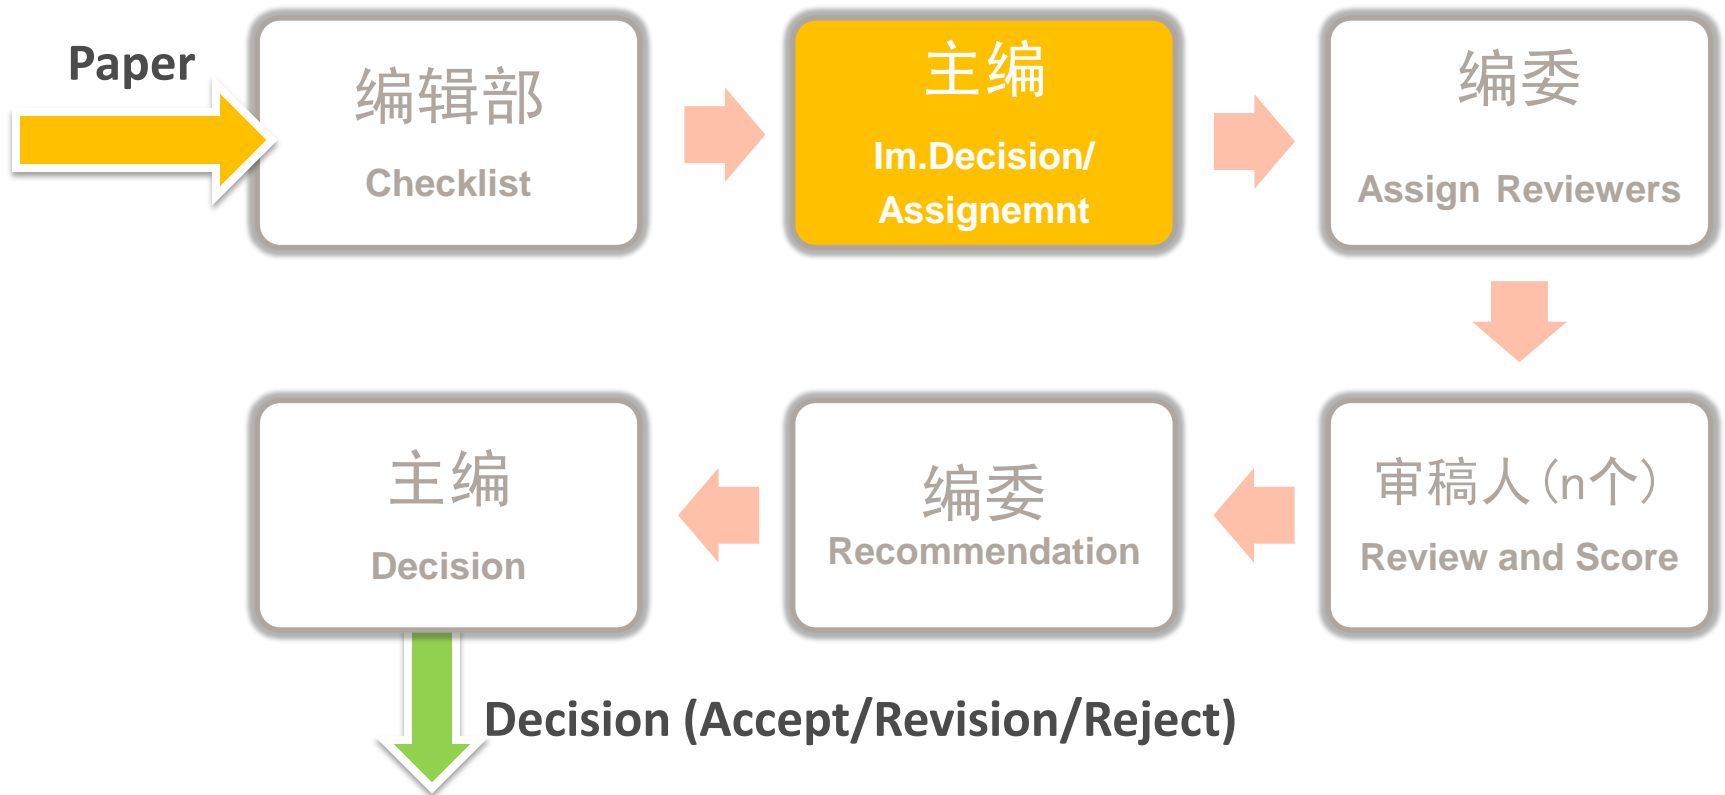 Paper
编辑部
Checklist
主编
Im.Decision/
Assignemnt
编委
Assign Reviewers
审稿人(n个)
Review and Score
编委
Recommendation
主编
Decision
Decision (Accept/Revision/Reject)